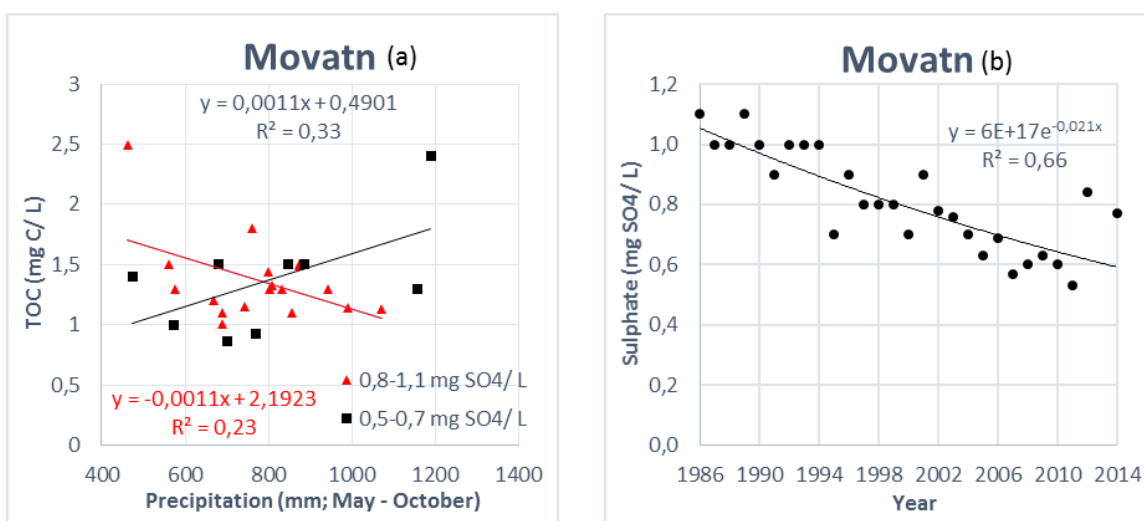 Movatn (a)
3
2,5
2
1,5
1
0,5
0
TOC (mg C/ L)
y = 0,0011x + 0,4901
R² = 0,33
0,8-1,1 mg SO4/ L
0,5-0,7 mg SO4/ L
y = -0,0011x + 2,1923
R² = 0,23
400 600 800 1000 1200 1400
Precipitation (mm; May - October)
Movatn (b)
1,2
1,0
0,8
0,6
0,4
0,2
0,0
Sulphate (mg SO4/ L)
y = 6E+17e^-0,021x
R² = 0,66
1986 1990 1994 1998 2002 2006 2010 2014
Year